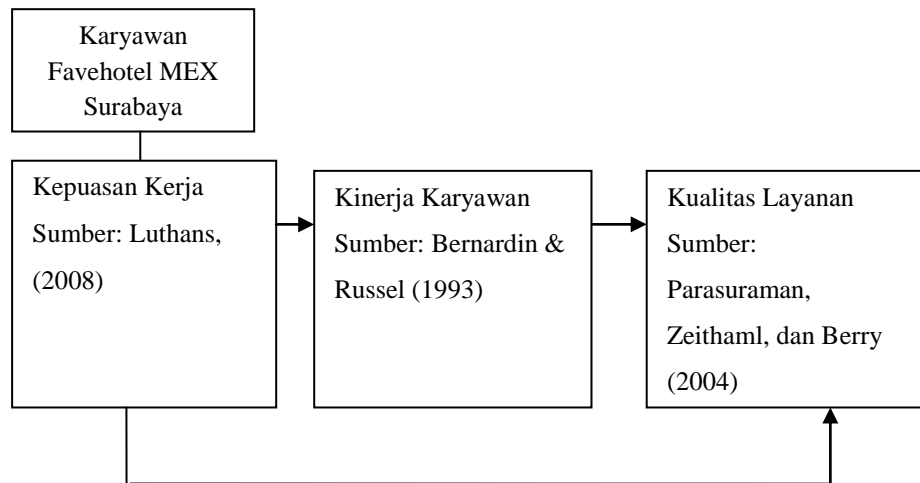 Karyawan
Favehotel MEX
Surabaya
Kepuasan Kerja
Sumber: Luthans,
(2008)
Kinerja Karyawan
Sumber: Bernardin &
Russel (1993)
Kualitas Layanan
Sumber:
Parasuraman,
Zeithaml, dan Berry
(2004)